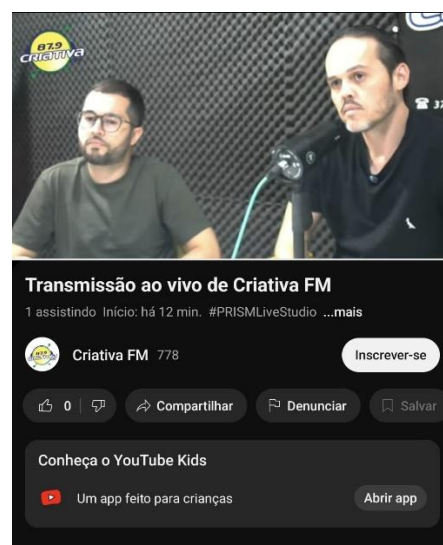 87.9
CRIATIVA
37
Transmissão ao vivo de Criativa FM
1 assistindo Início: há 12 min. #PRISMLiveStudio ...mais
Criativa FM 778
Inscrever-se
0
Compartilhar
Denunciar
Salvar
Conheça o YouTube Kids
Um app feito para crianças
Abrir app